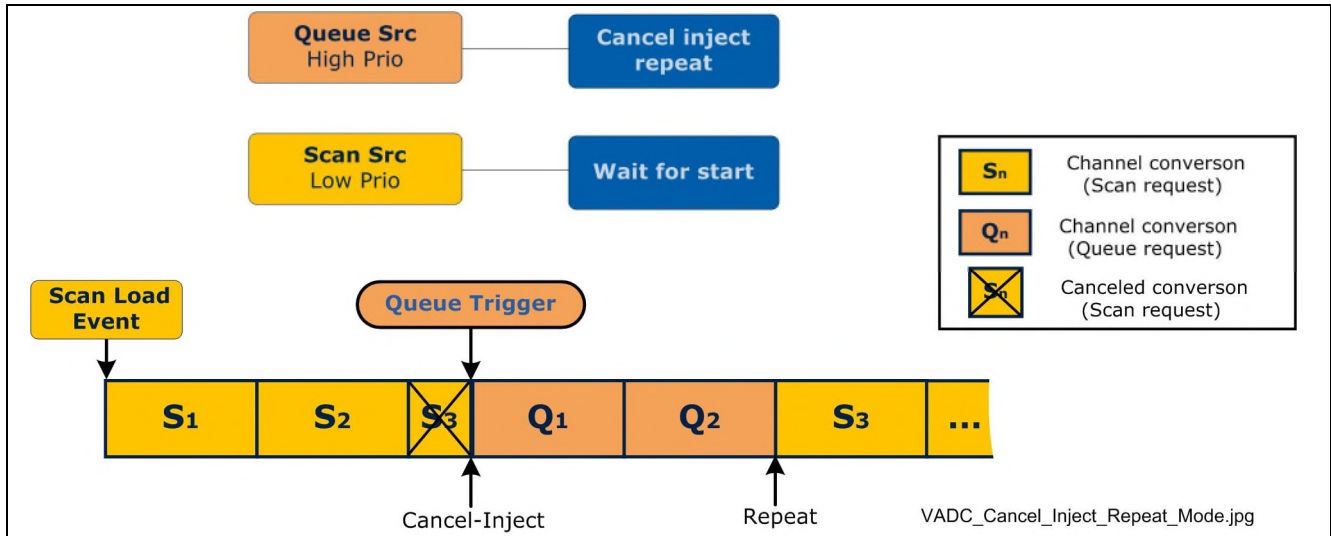 Queue Src
High Prio
Cancel inject
repeat
Scan Src
Low Prio
Wait for start
Sn
Channel converson
(Scan request)
Qn
Channel converson
(Queue request)
Sn
Canceled converson
(Scan request)
Scan Load
Event
Queue Trigger
S1
S2
S3
Q1
Q2
S3
...
Cancel-Inject
Repeat
VADC_Cancel_Inject_Repeat_Mode.jpg